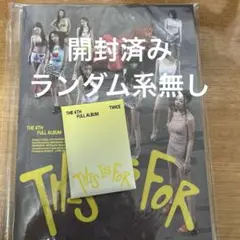 開封済み
ランダム系無し
THE 4TH
FULL ALBUM
THE 4TH
FULL ALBUM
TWICE
THIS IS FOR
THIS IS FOR